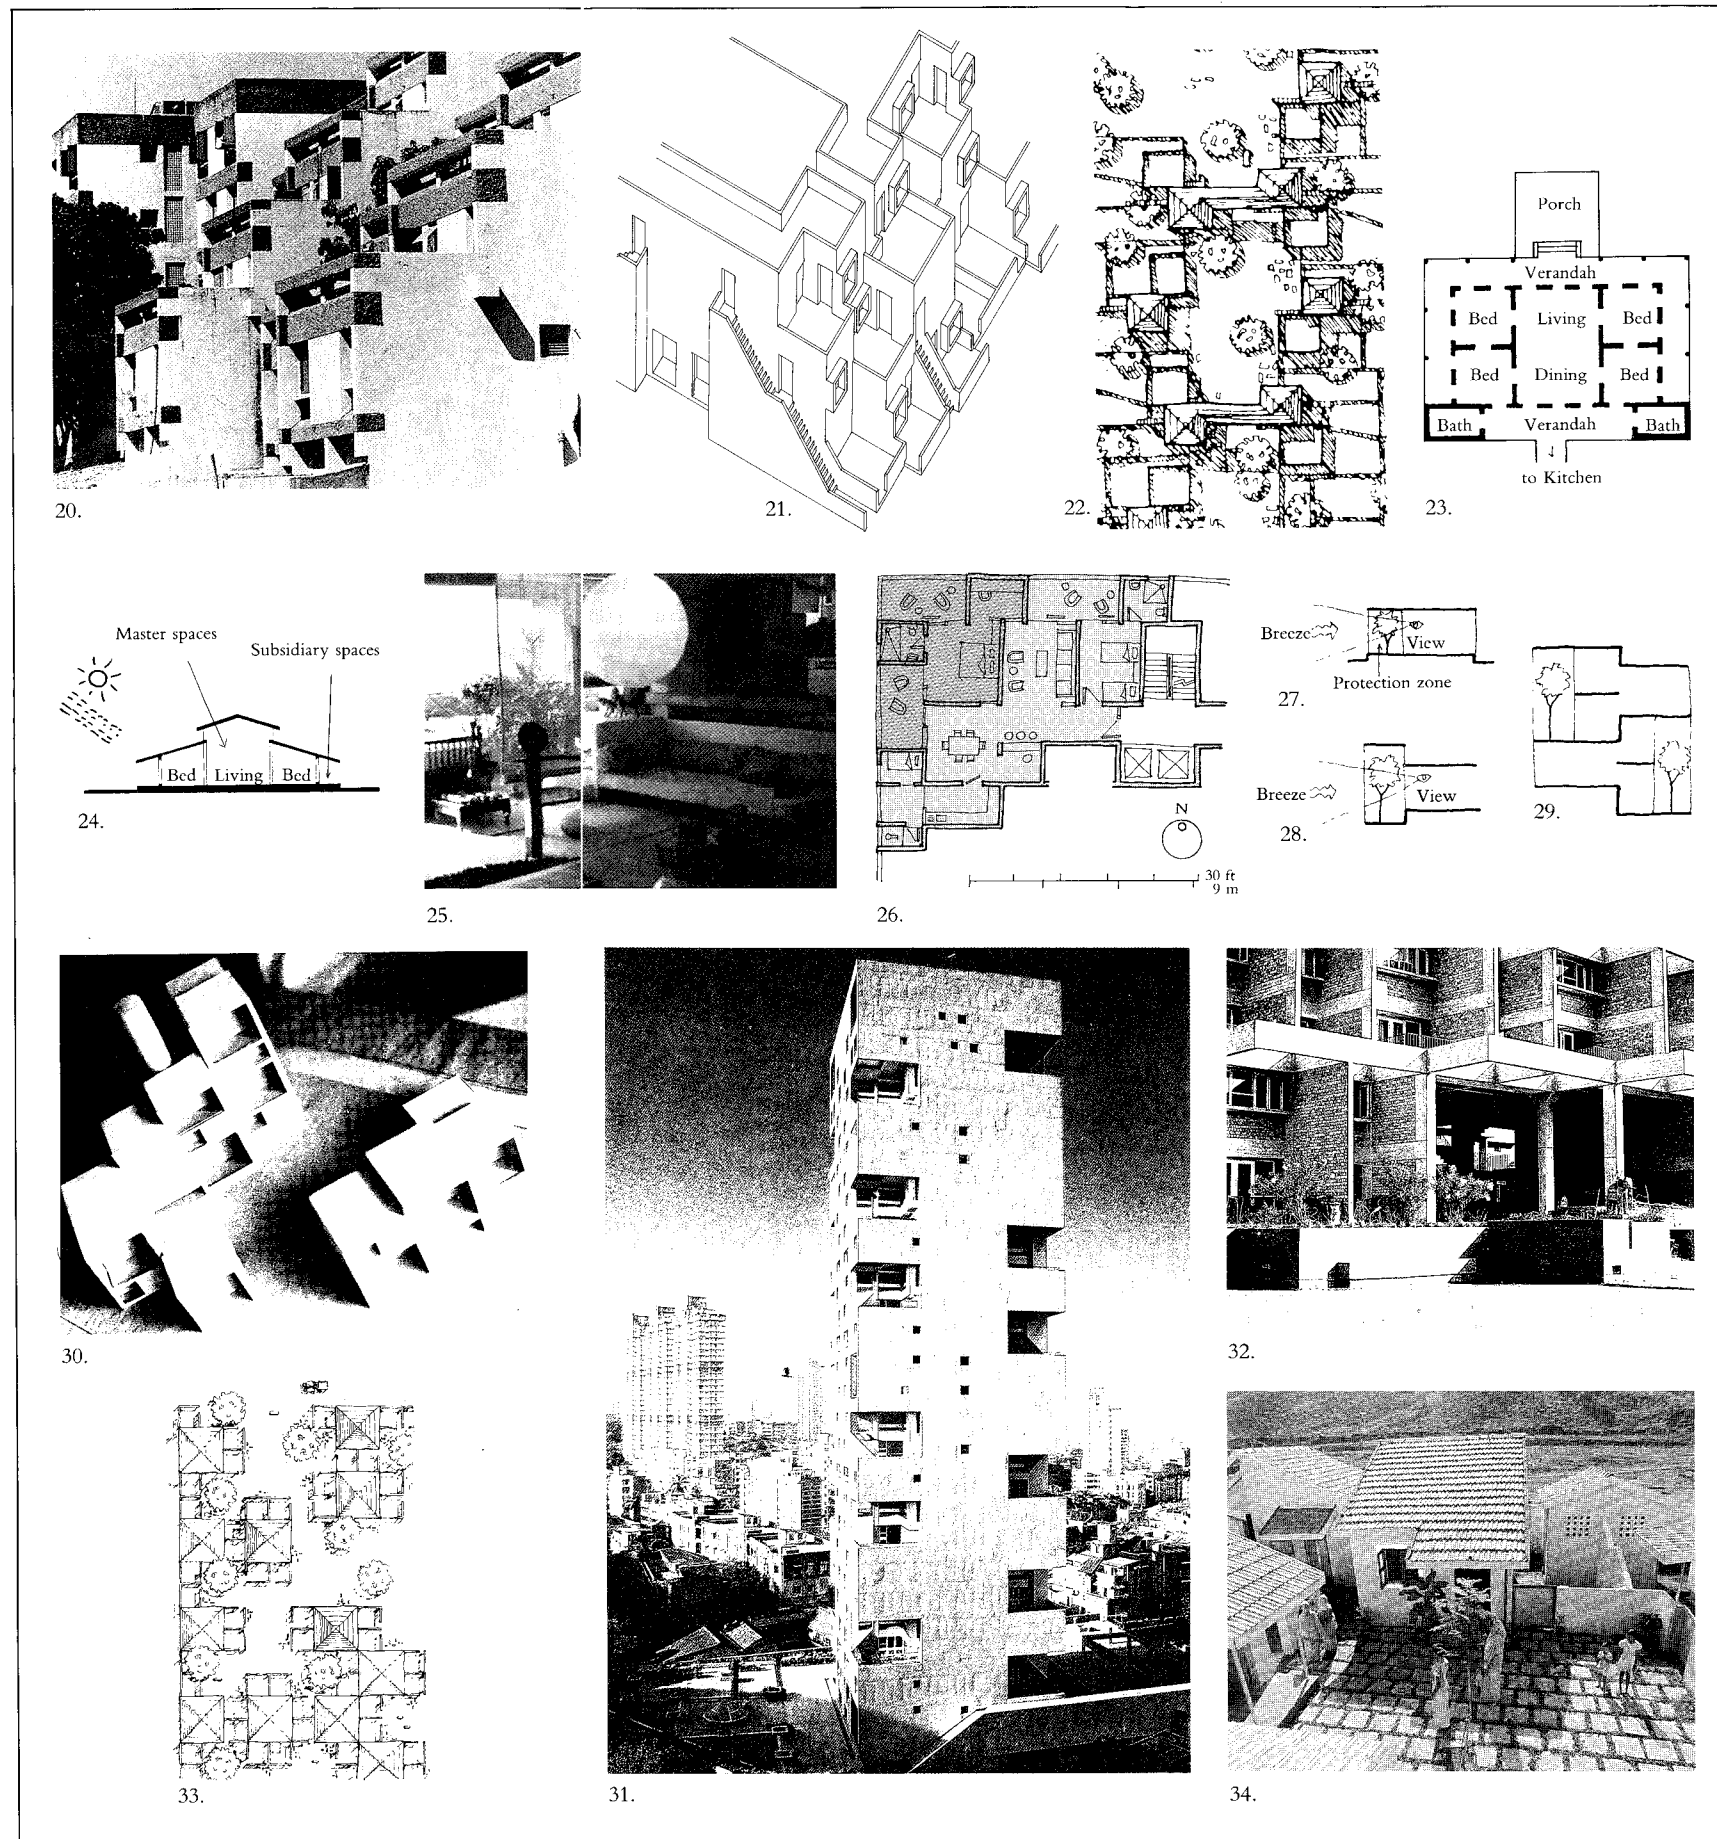 20.
21.
22.
Porch
Verandah
Bed Living Bed
Bed Dining Bed
Bath Verandah Bath
to Kitchen
23.
Master spaces
Subsidiary spaces
Bed Living Bed
24.
25.
N
30 ft
9 m
26.
Breeze
View
Protection zone
27.
Breeze
View
28.
29.
30.
31.
32.
33.
34.